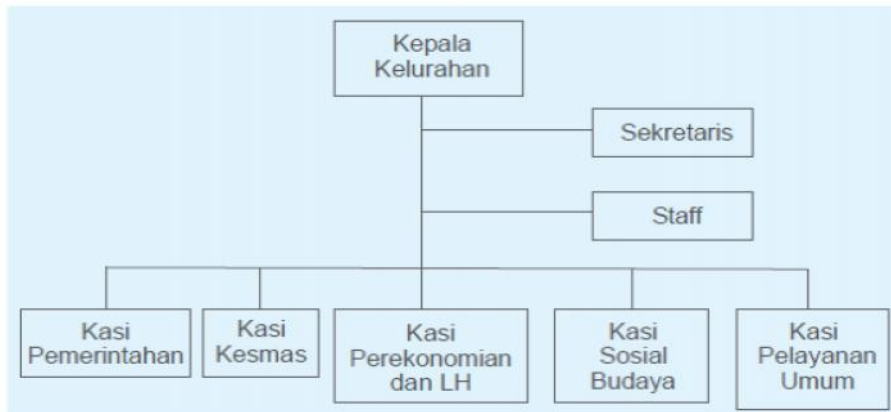 Kepala
Kelurahan
Sekretaris
Staff
Kasi
Pemerintahan
Kasi
Kesmas
Kasi
Perekonomian
dan LH
Kasi
Sosial
Budaya
Kasi
Pelayanan
Umum